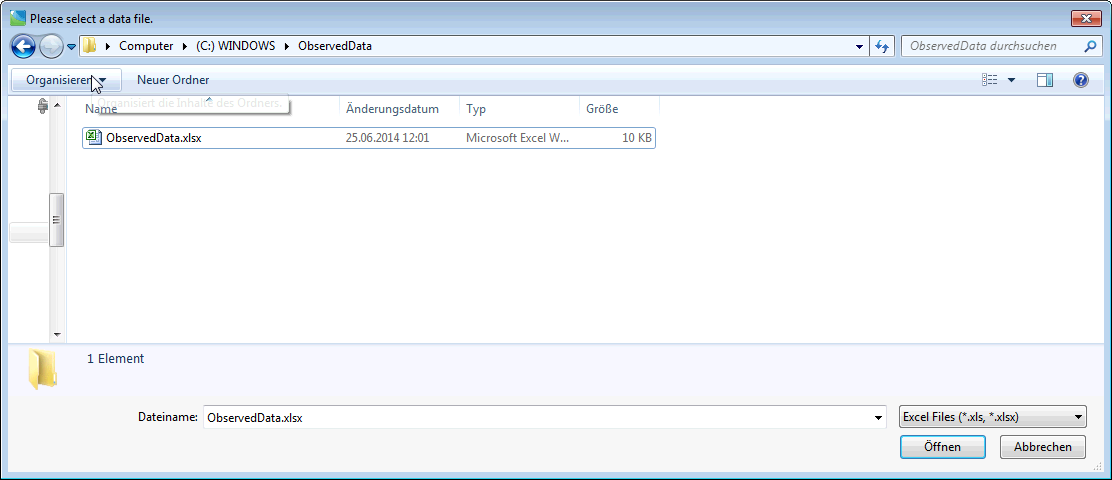 Please select a data file.
Computer (C:) WINDOWS ObservedData
ObservedData durchsuchen
Organisieren Neuer Ordner
Organisiert die Inhalte des Ordners.
Name Änderungsdatum Typ Größe
ObservedData.xlsx 25.06.2014 12:01 Microsoft Excel W... 10 KB
1 Element
Dateiname: ObservedData.xlsx Excel Files (*.xls, *.xlsx)
Öffnen Abbrechen